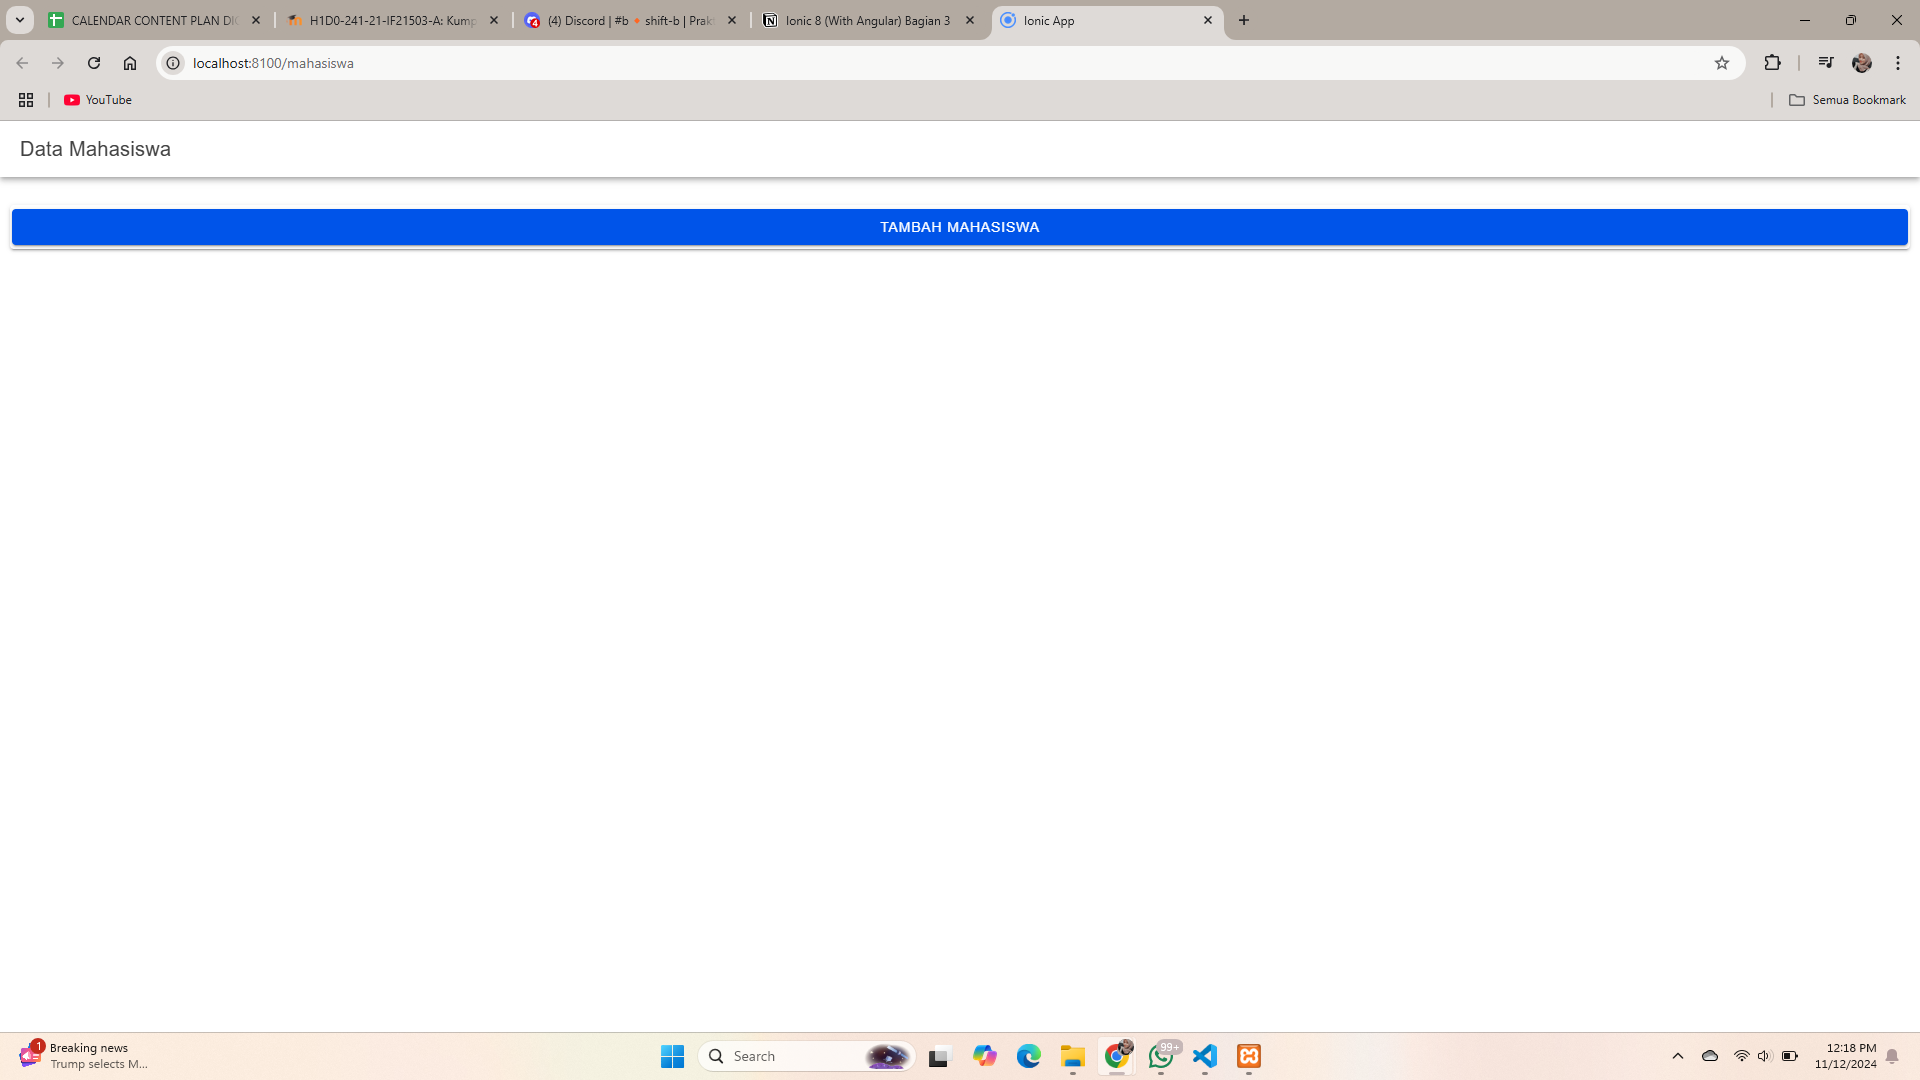 CALENDAR CONTENT PLAN DIG
H1D0-241-21-IF21503-A: Kump
(4) Discord | #b 🔸 shift-b | Prak
Ionic 8 (With Angular) Bagian 3
Ionic App
localhost:8100/mahasiswa
YouTube
Semua Bookmark
Data Mahasiswa
TAMBAH MAHASISWA
1
Breaking news
Trump selects M...
Search
99+
12:18 PM
11/12/2024